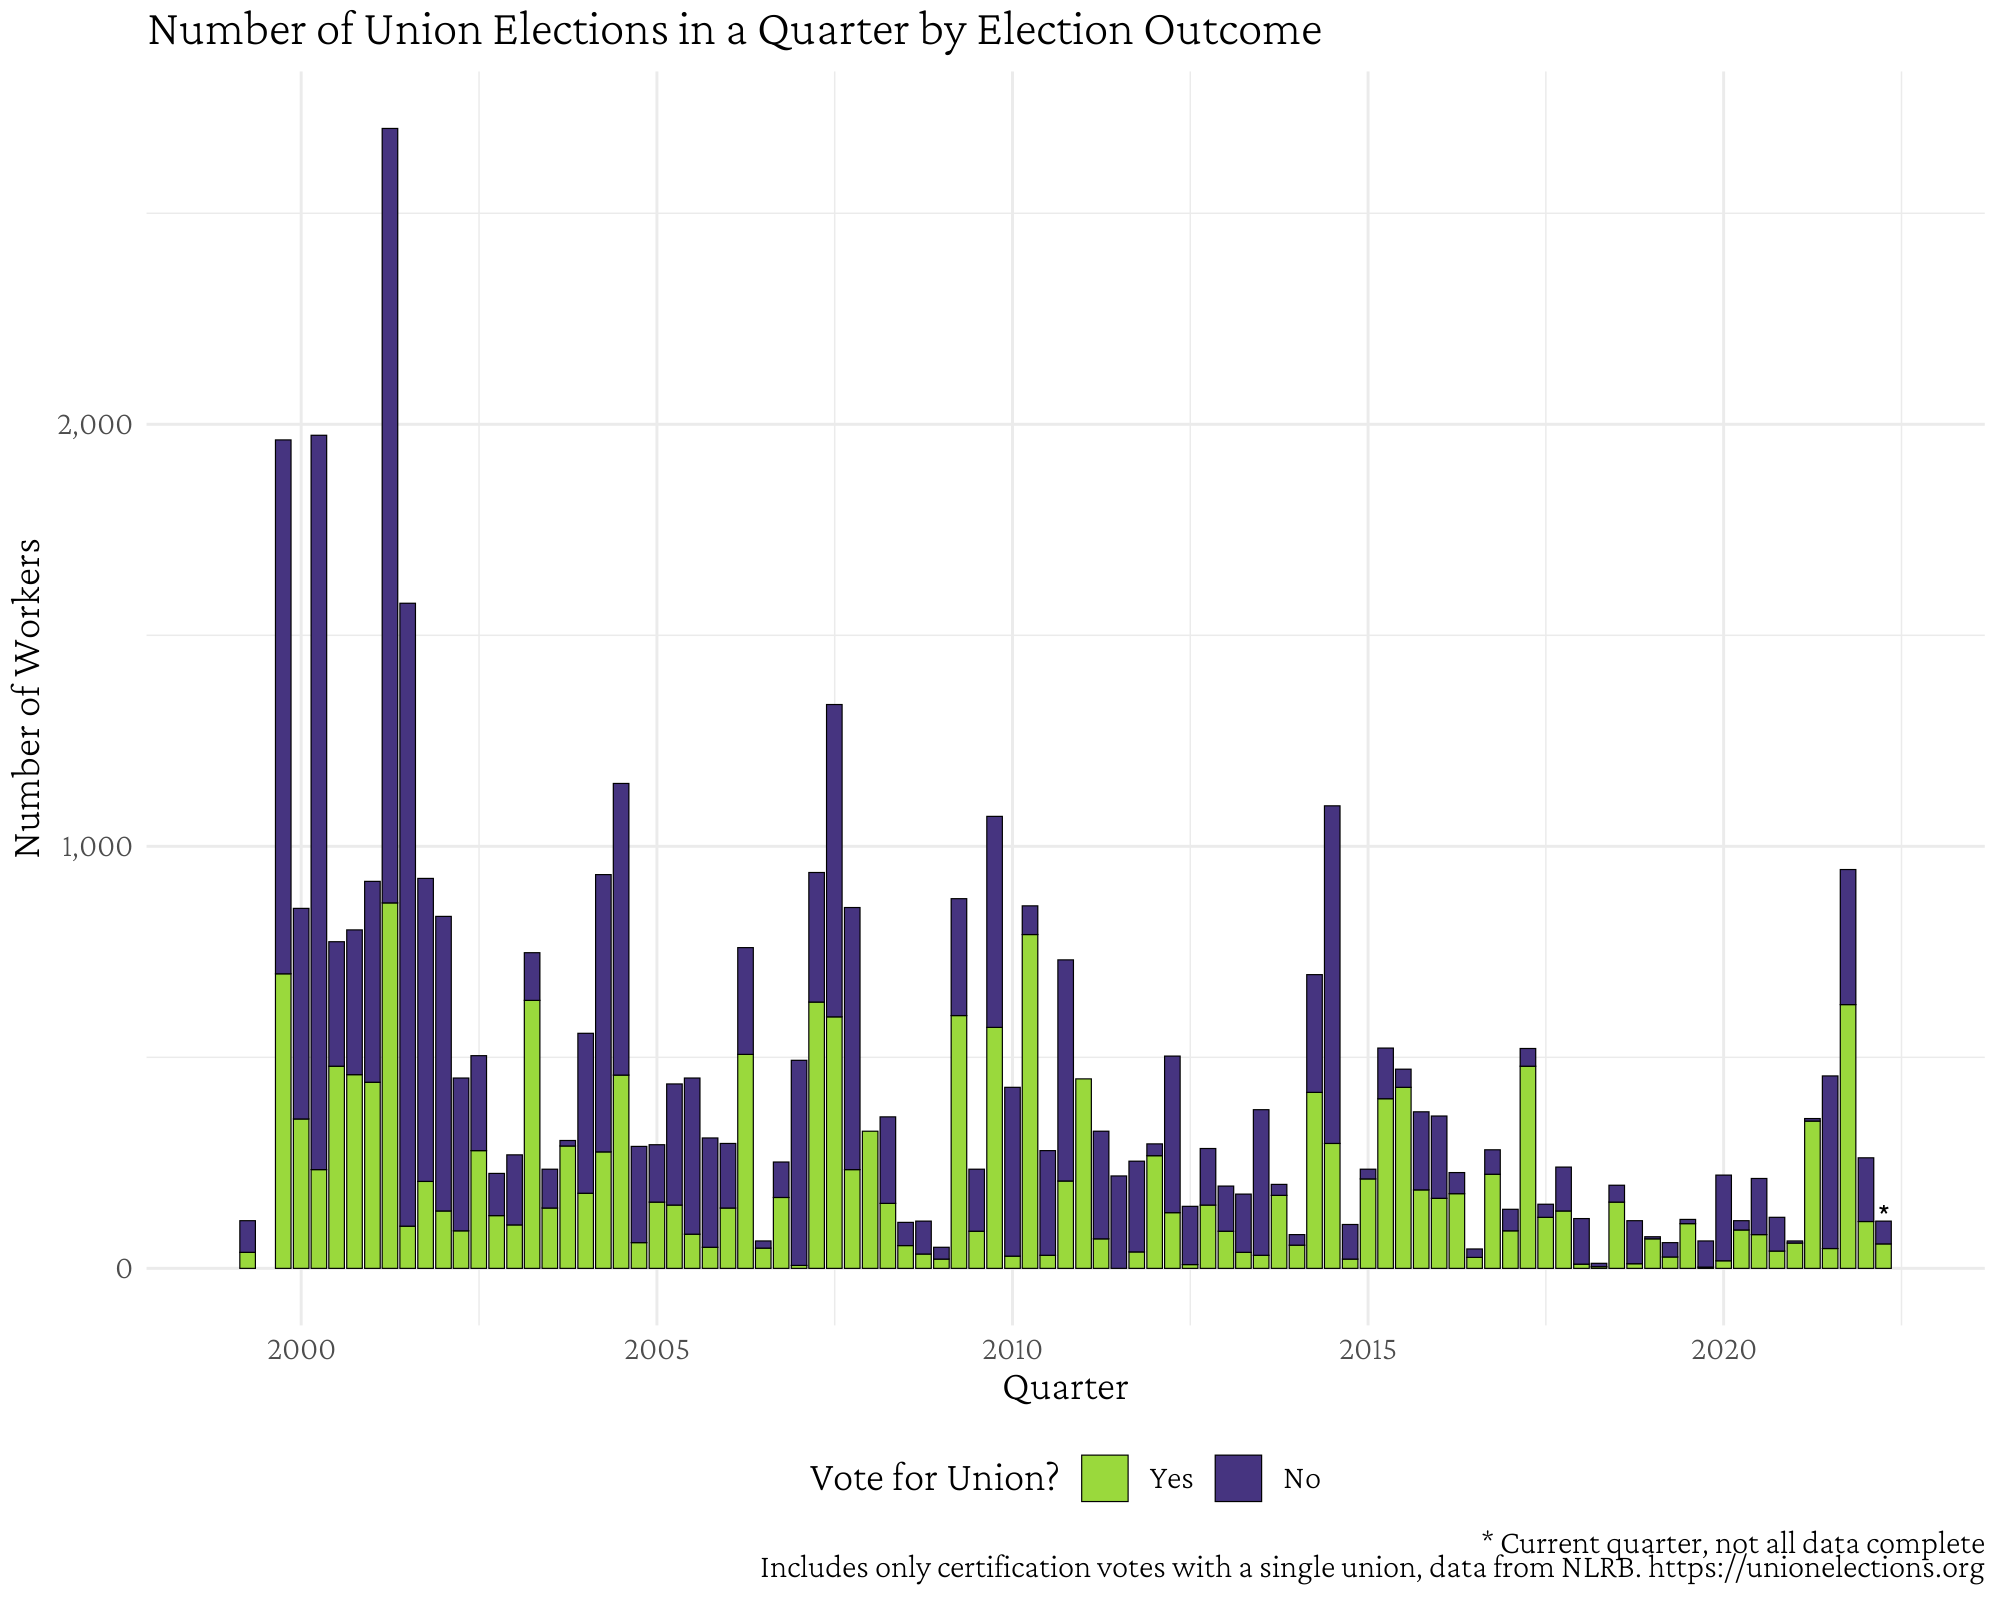 Number of Union Elections in a Quarter by Election Outcome
Number of Workers
2,000
1,000
0
2000 2005 2010 2015 2020
*
Quarter
Vote for Union? Yes No
* Current quarter, not all data complete
Includes only certification votes with a single union, data from NLRB. https://unionelections.org